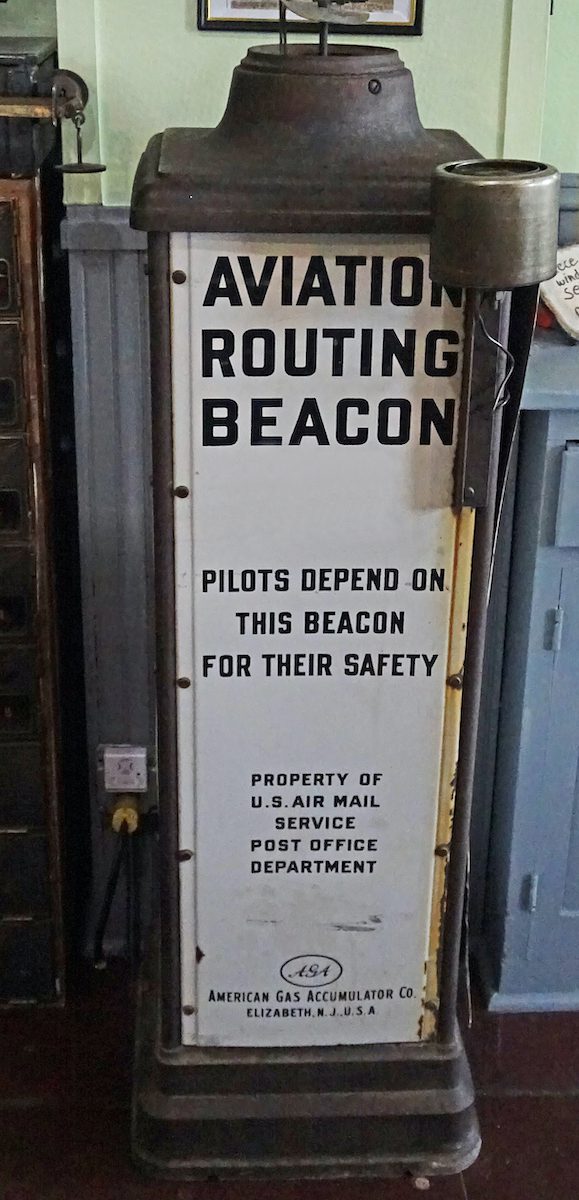 AVIATION
ROUTING
BEACON
PILOTS DEPEND ON
THIS BEACON
FOR THEIR SAFETY
PROPERTY OF
U.S. AIR MAIL
SERVICE
POST OFFICE
DEPARTMENT
AGA
AMERICAN GAS ACCUMULATOR CO.
ELIZABETH, N.J., U.S.A